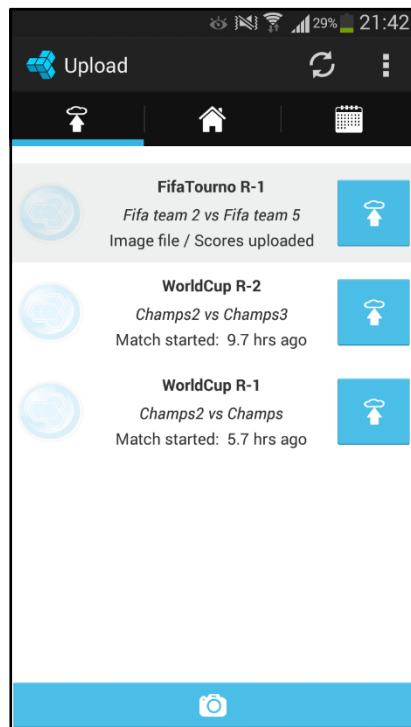 29% 21:42
Upload
FifaTourno R-1
Fifa team 2 vs Fifa team 5
Image file / Scores uploaded
WorldCup R-2
Champs2 vs Champs3
Match started: 9.7 hrs ago
WorldCup R-1
Champs2 vs Champs
Match started: 5.7 hrs ago